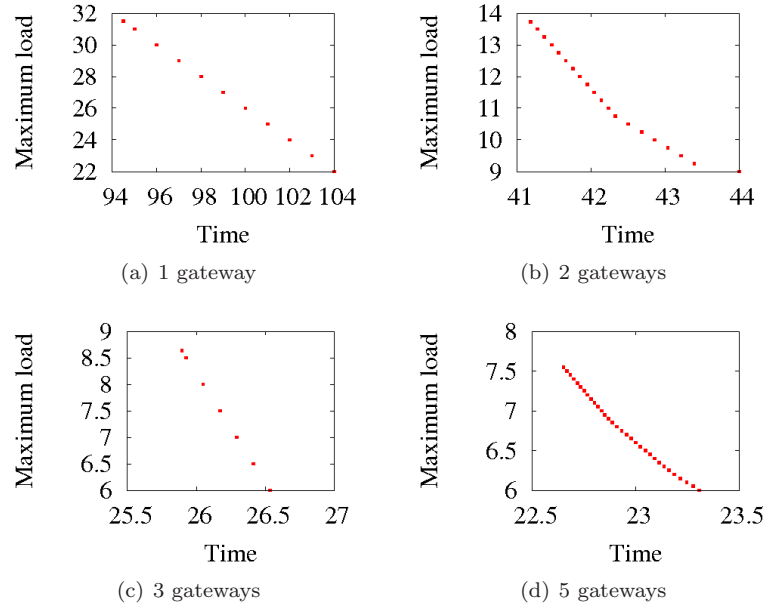 Maximum load
32
30
28
26
24
22
94 96 98 100 102 104
Time
(a) 1 gateway
Maximum load
14
13
12
11
10
9
41 42 43 44
Time
(b) 2 gateways
Maximum load
9
8.5
8
7.5
7
6.5
6
25.5 26 26.5 27
Time
(c) 3 gateways
Maximum load
8
7.5
7
6.5
6
22.5 23 23.5
Time
(d) 5 gateways